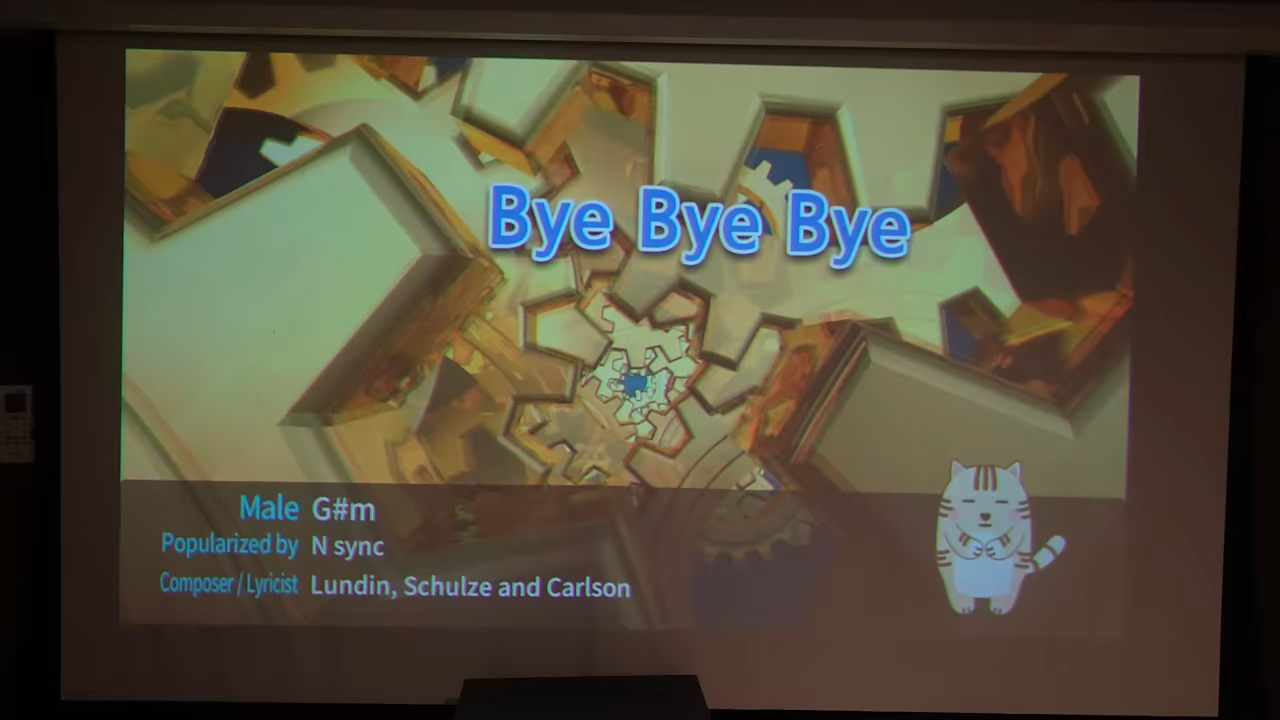 Bye Bye Bye
Male G#m
Popularized by N sync
Composer / Lyricist Lundin, Schulze and Carlson